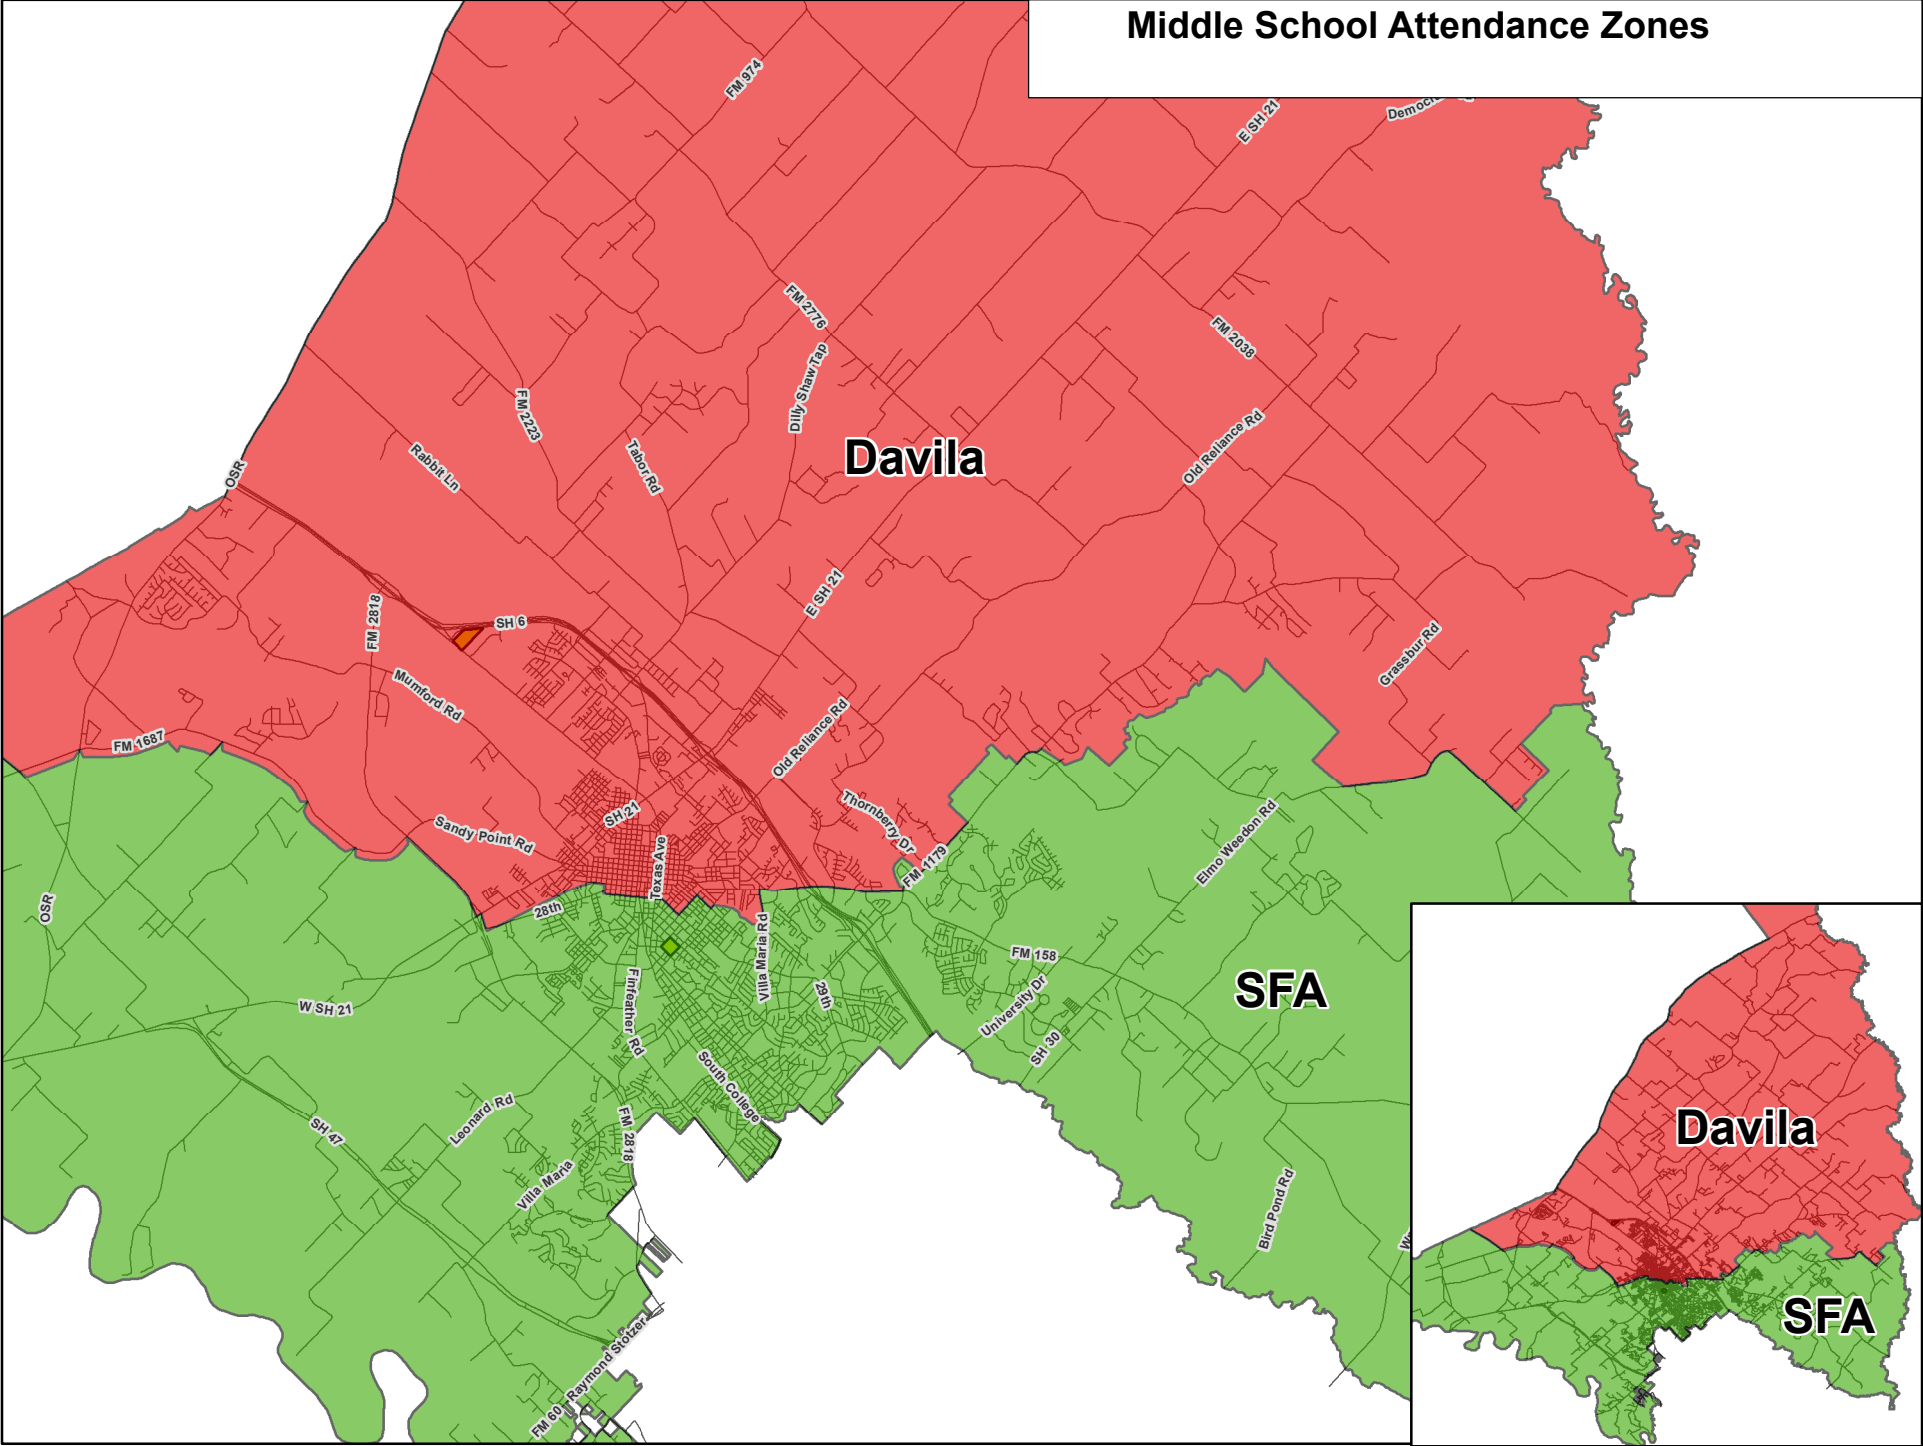 Middle School Attendance Zones
FM 974
E SH 21
FM 2776
FM 2038
Dilly Shaw Tap
FM 2223
Rabbit Ln
Tabor Rd
Old Reliance Rd
Davila
OSR
E SH 21
FM 2818
SH 6
Grassbur Rd
Mumford Rd
FM 1687
Old Reliance Rd
Thornberry Dr
SH 21
Sandy Point Rd
Texas Ave
FM 1179
Elmo Weedon Rd
OSR
28th
Villa Maria Rd
FM 158
SFA
29th
Finfeather Rd
University Dr
W SH 21
SH 30
South College
Leonard Rd
SH 47
FM 2818
Villa Maria
Bird Pond Rd
Raymond Stotzer
FM 60
Davila
SFA